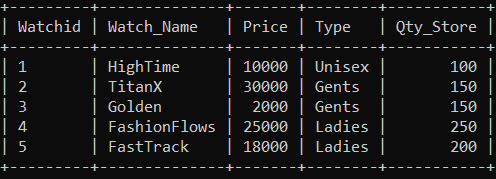 +---------+--------------+-------+--------+-----------+
| Watchid | Watch_Name   | Price | Type   | Qty_Store |
+---------+--------------+-------+--------+-----------+
| 1       | HighTime     | 10000 | Unisex |       100 |
| 2       | TitanX       | 30000 | Gents  |       150 |
| 3       | Golden       |  2000 | Gents  |       150 |
| 4       | FashionFlows | 25000 | Ladies |       250 |
| 5       | FastTrack    | 18000 | Ladies |       200 |
+---------+--------------+-------+--------+-----------+